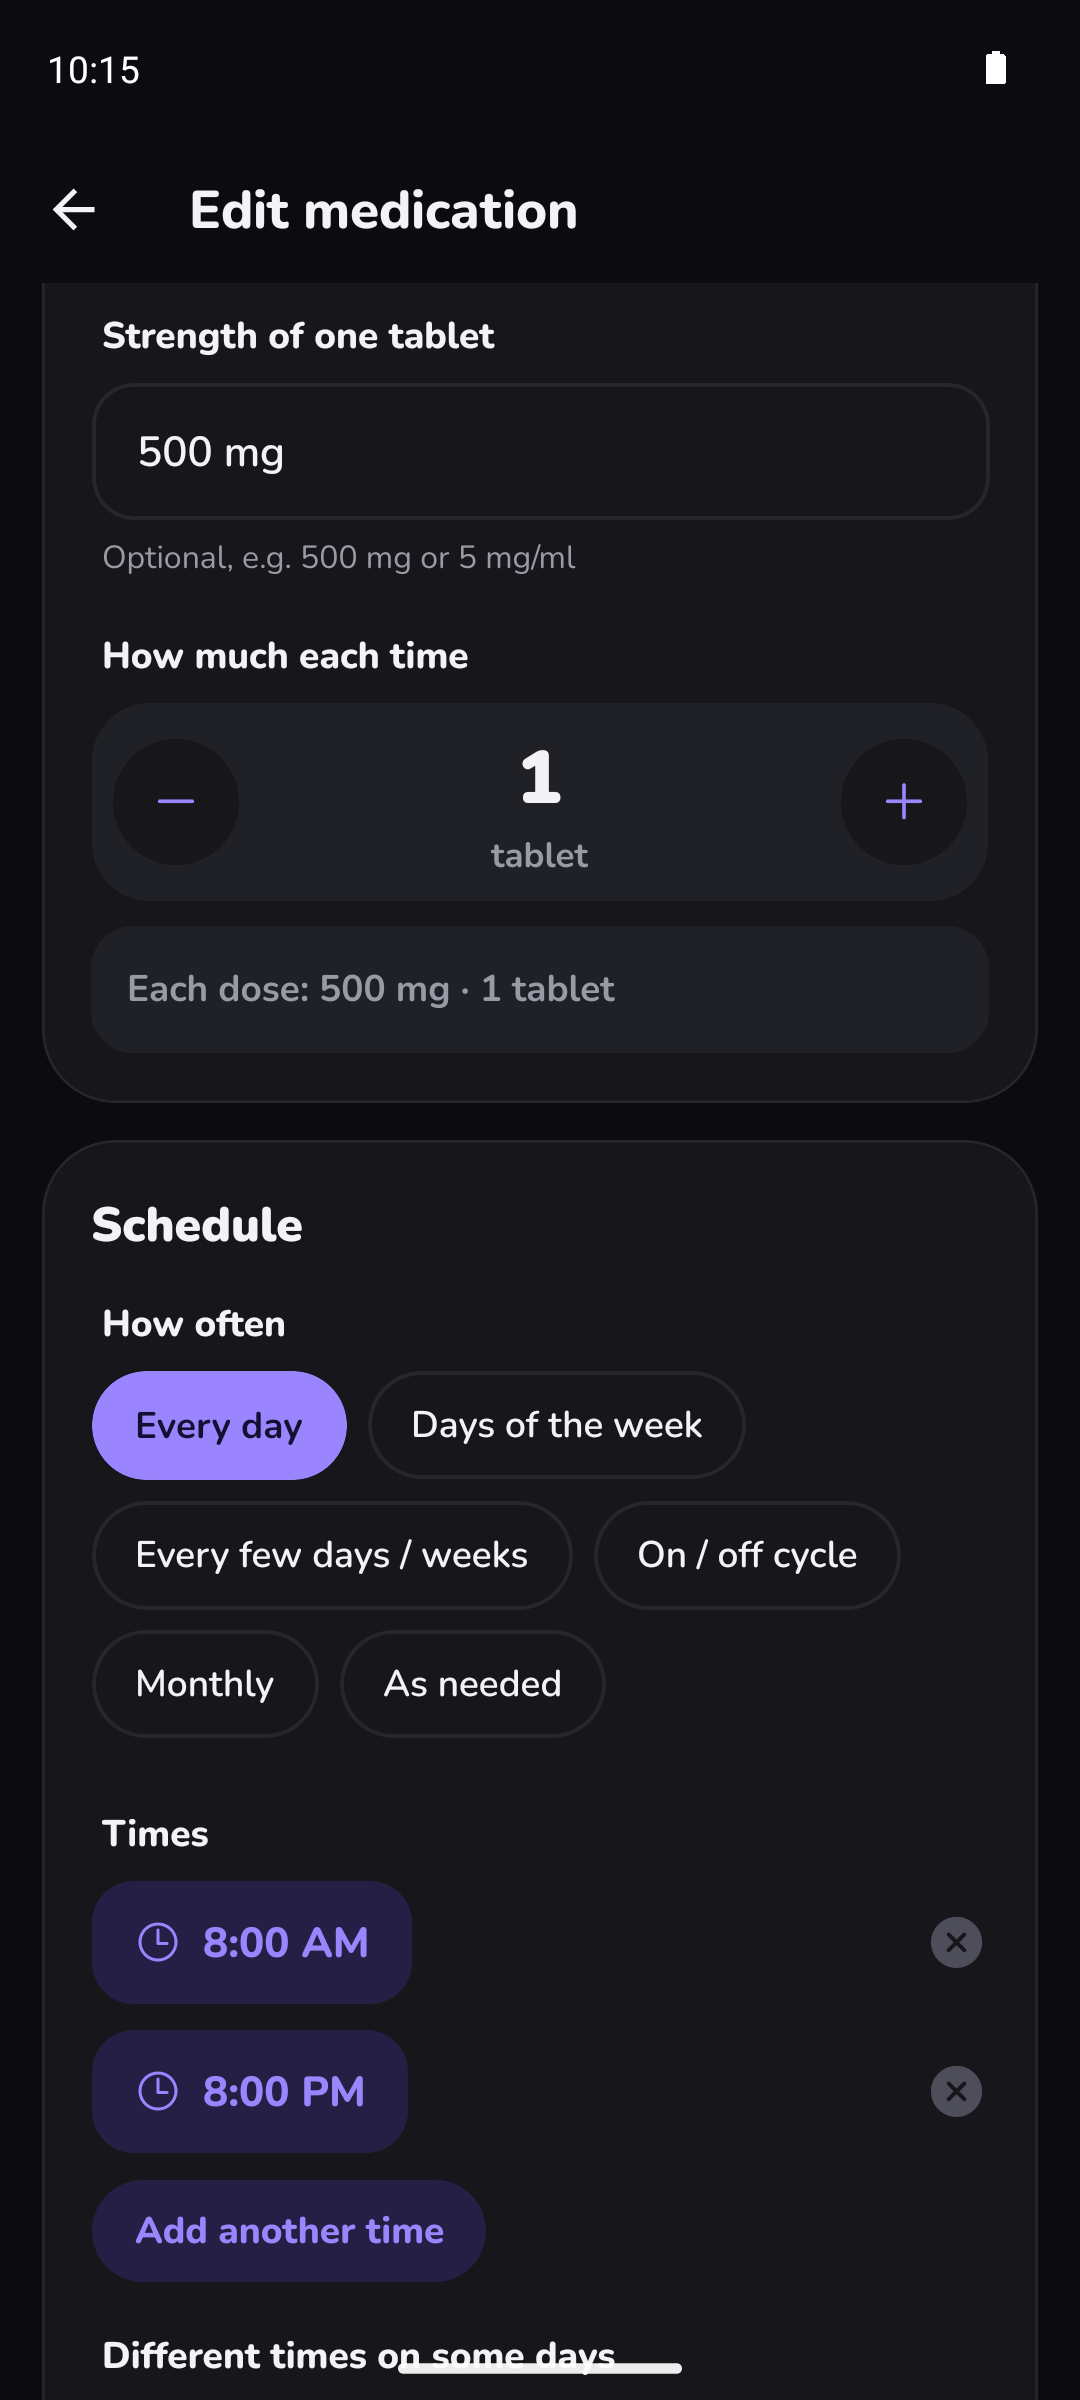 10:15
Edit medication
Strength of one tablet
500 mg
Optional, e.g. 500 mg or 5 mg/ml
How much each time
1
tablet
Each dose: 500 mg · 1 tablet
Schedule
How often
Every day
Days of the week
Every few days / weeks
On / off cycle
Monthly
As needed
Times
8:00 AM
8:00 PM
Add another time
Different times on some days